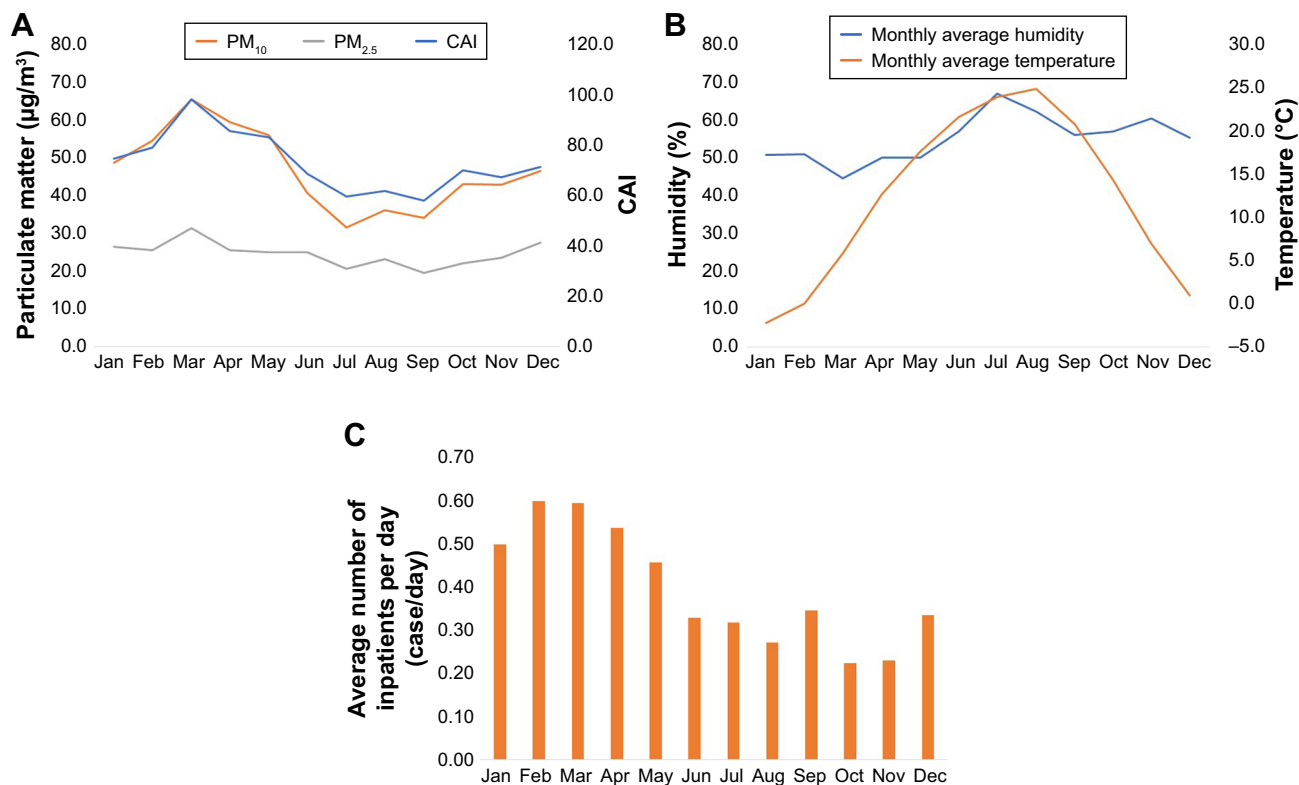 A
PM10 PM2.5 CAI
Particulate matter (µg/m³)
80.0
70.0
60.0
50.0
40.0
30.0
20.0
10.0
0.0
120.0
100.0
80.0
60.0
40.0
20.0
0.0
CAI
Jan Feb Mar Apr May Jun Jul Aug Sep Oct Nov Dec
B
Monthly average humidity
Monthly average temperature
Humidity (%)
80.0
70.0
60.0
50.0
40.0
30.0
20.0
10.0
0.0
30.0
25.0
20.0
15.0
10.0
5.0
0.0
–5.0
Temperature (°C)
Jan Feb Mar Apr May Jun Jul Aug Sep Oct Nov Dec
C
Average number of
inpatients per day
(case/day)
0.70
0.60
0.50
0.40
0.30
0.20
0.10
0.00
Jan Feb Mar Apr May Jun Jul Aug Sep Oct Nov Dec